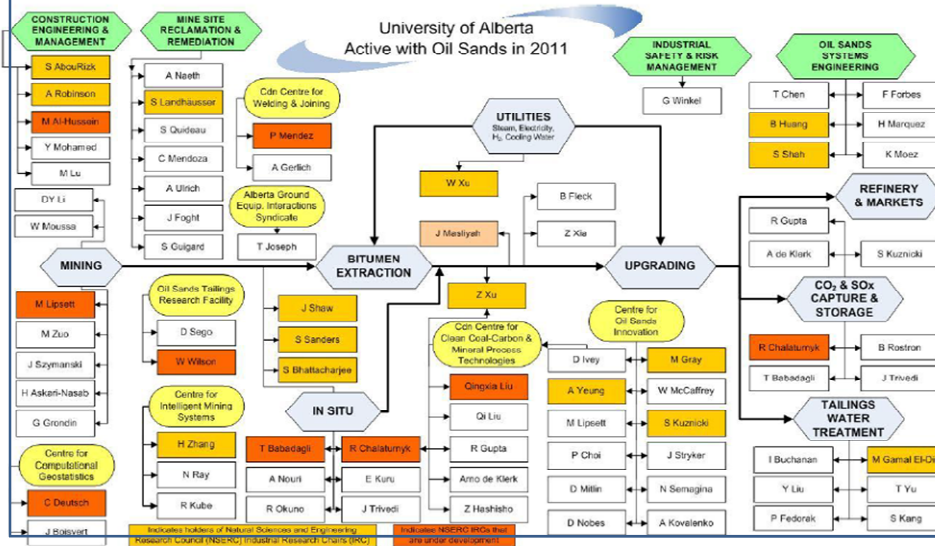 University of Alberta
Active with Oil Sands in 2011
CONSTRUCTION
ENGINEERING &
MANAGEMENT
S AbouRizk
A Robinson
M Al-Hussein
Y Mohamed
M Lu
DY Li
W Moussa
MINING
M Lipsett
M Zuo
J Szymanski
H Askari-Nasab
G Grondin
Centre for
Computational
Geostatistics
C Deutsch
J Boisvert
MINE SITE
RECLAMATION &
REMEDIATION
A Naeth
S Landhausser
S Quideau
C Mendoza
A Ulrich
J Foght
S Guigard
Cdn Centre for
Welding & Joining
P Mendez
A Gerlich
Alberta Ground
Equip. Interactions
Syndicate
T Joseph
Oil Sands Tailings
Research Facility
D Sego
W Wilson
Centre for
Intelligent Mining
Systems
H Zhang
N Ray
R Kube
BITUMEN
EXTRACTION
J Shaw
S Sanders
S Bhattacharjee
IN SITU
T Babadagli
R Chalaturnyk
A Nouri
E Kuru
R Okuno
J Trivedi
UTILITIES
Steam, Electricity,
H₂, Cooling Water
W Xu
J Masliyah
B Fleck
Z Xia
Z Xu
Cdn Centre for
Clean Coal-Carbon &
Mineral Process
Technologies
Qingxia Liu
Qi Liu
R Gupta
Arno de Klerk
Z Hashisho
INDUSTRIAL
SAFETY & RISK
MANAGEMENT
G Winkel
UPGRADING
Centre for
Oil Sands
Innovation
D Ivey
M Gray
A Yeung
W McCaffrey
M Lipsett
S Kuznicki
P Choi
J Stryker
D Mitlin
N Semagina
D Nobes
A Kovalenko
OIL SANDS
SYSTEMS
ENGINEERING
T Chen
F Forbes
B Huang
H Marquez
S Shah
K Moez
REFINERY
& MARKETS
R Gupta
A de Klerk
S Kuznicki
CO₂ & SOx
CAPTURE &
STORAGE
R Chalaturnyk
B Rostron
T Babadagli
J Trivedi
TAILINGS
WATER
TREATMENT
I Buchanan
M Gamal El-Di
Y Liu
T Yu
P Fedorak
S Kang
Indicates holders of Natural Sciences and Engineering
Research Council (NSERC) Industrial Research Chairs (IRC)
Indicates NSERC IRCs that
are under development